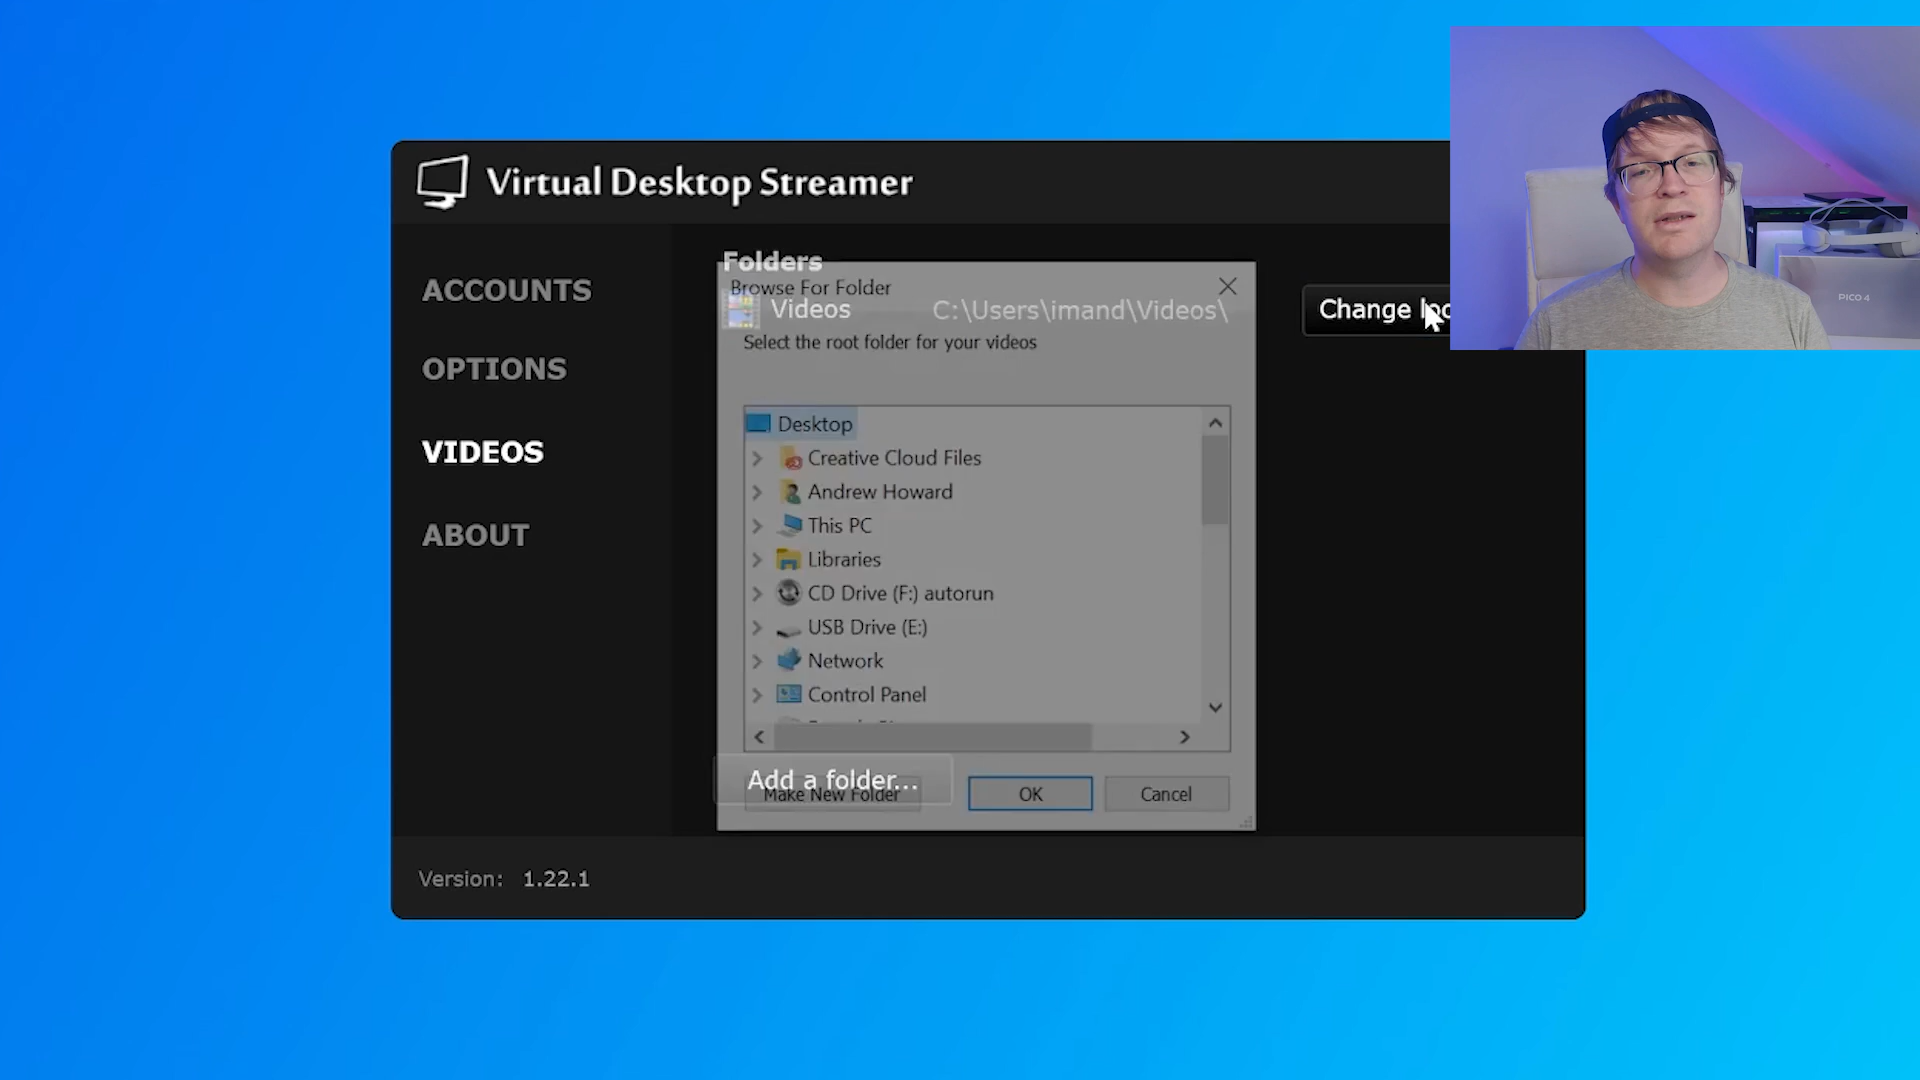 Virtual Desktop Streamer
ACCOUNTS
OPTIONS
VIDEOS
ABOUT
Folders
Browse For Folder
Videos C:\Users\imand\Videos\
Change
Select the root folder for your videos
Desktop
Creative Cloud Files
Andrew Howard
This PC
Libraries
CD Drive (F:) autorun
USB Drive (E:)
Network
Control Panel
Add a folder...
Make New Folder
OK
Cancel
Version: 1.22.1
PICO 4